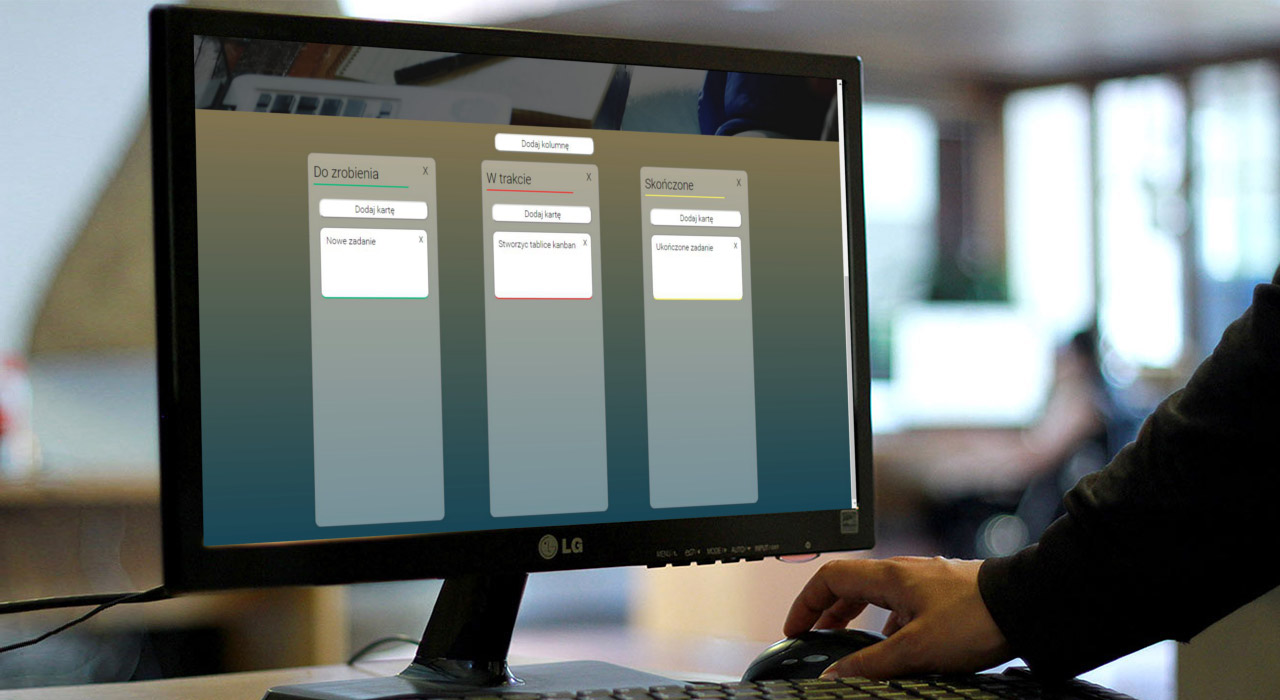 Dodaj kolumnę
Do zrobienia X
Dodaj kartę
Nowe zadanie X
W trakcie X
Dodaj kartę
Stworzyc tablice kanban X
Skończone X
Dodaj kartę
Ukończone zadanie X
LG
MENU
MODE
AUTO
INPUT